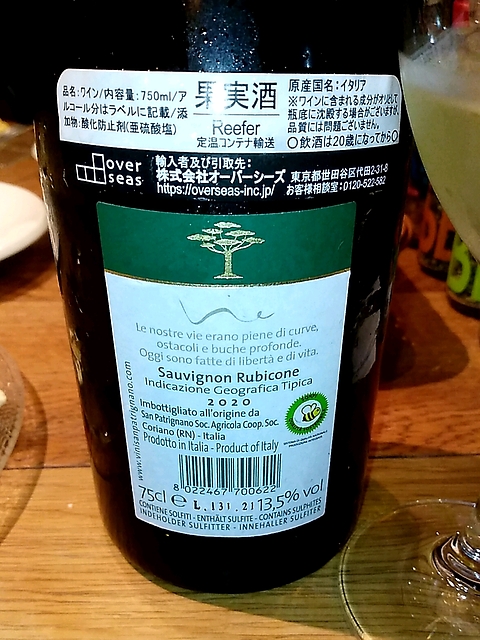 品名:ワイン/内容量:750ml/ア
ルコール分はラベルに記載/添
加物:酸化防止剤(亜硫酸塩)
果実酒
Reefer
定温コンテナ輸送
原産国名:イタリア
※ワインに含まれる成分がオリとして
瓶底に沈殿する場合がございますが、
品質には問題ございません。
〇飲酒は20歳になってから〇
over
seas
輸入者及び引取先:
株式会社オーバーシーズ
https://overseas-inc.jp/
東京都世田谷区代田2-31-8
お客様相談室:0120-522-582
Le nostre vie erano piene di curve,
ostacoli e buche profonde.
Oggi sono fatte di libertà e di vita.
Sauvignon Rubicone
Indicazione Geografica Tipica
2020
Imbottigliato all'origine da
San Patrignano Soc. Agricola Coop. Soc.
Coriano (RN) - Italia
Prodotto in Italia - Product of Italy
www.vinisanpatrignano.com
8 022467 700622
75cl e L.131.21 13,5% vol
CONTIENE SOLFITI - ENTHÄLT SULFITE - CONTAINS SULPHITES
INDEHOLDER SULFITTER - INNEHALLER SULFITER